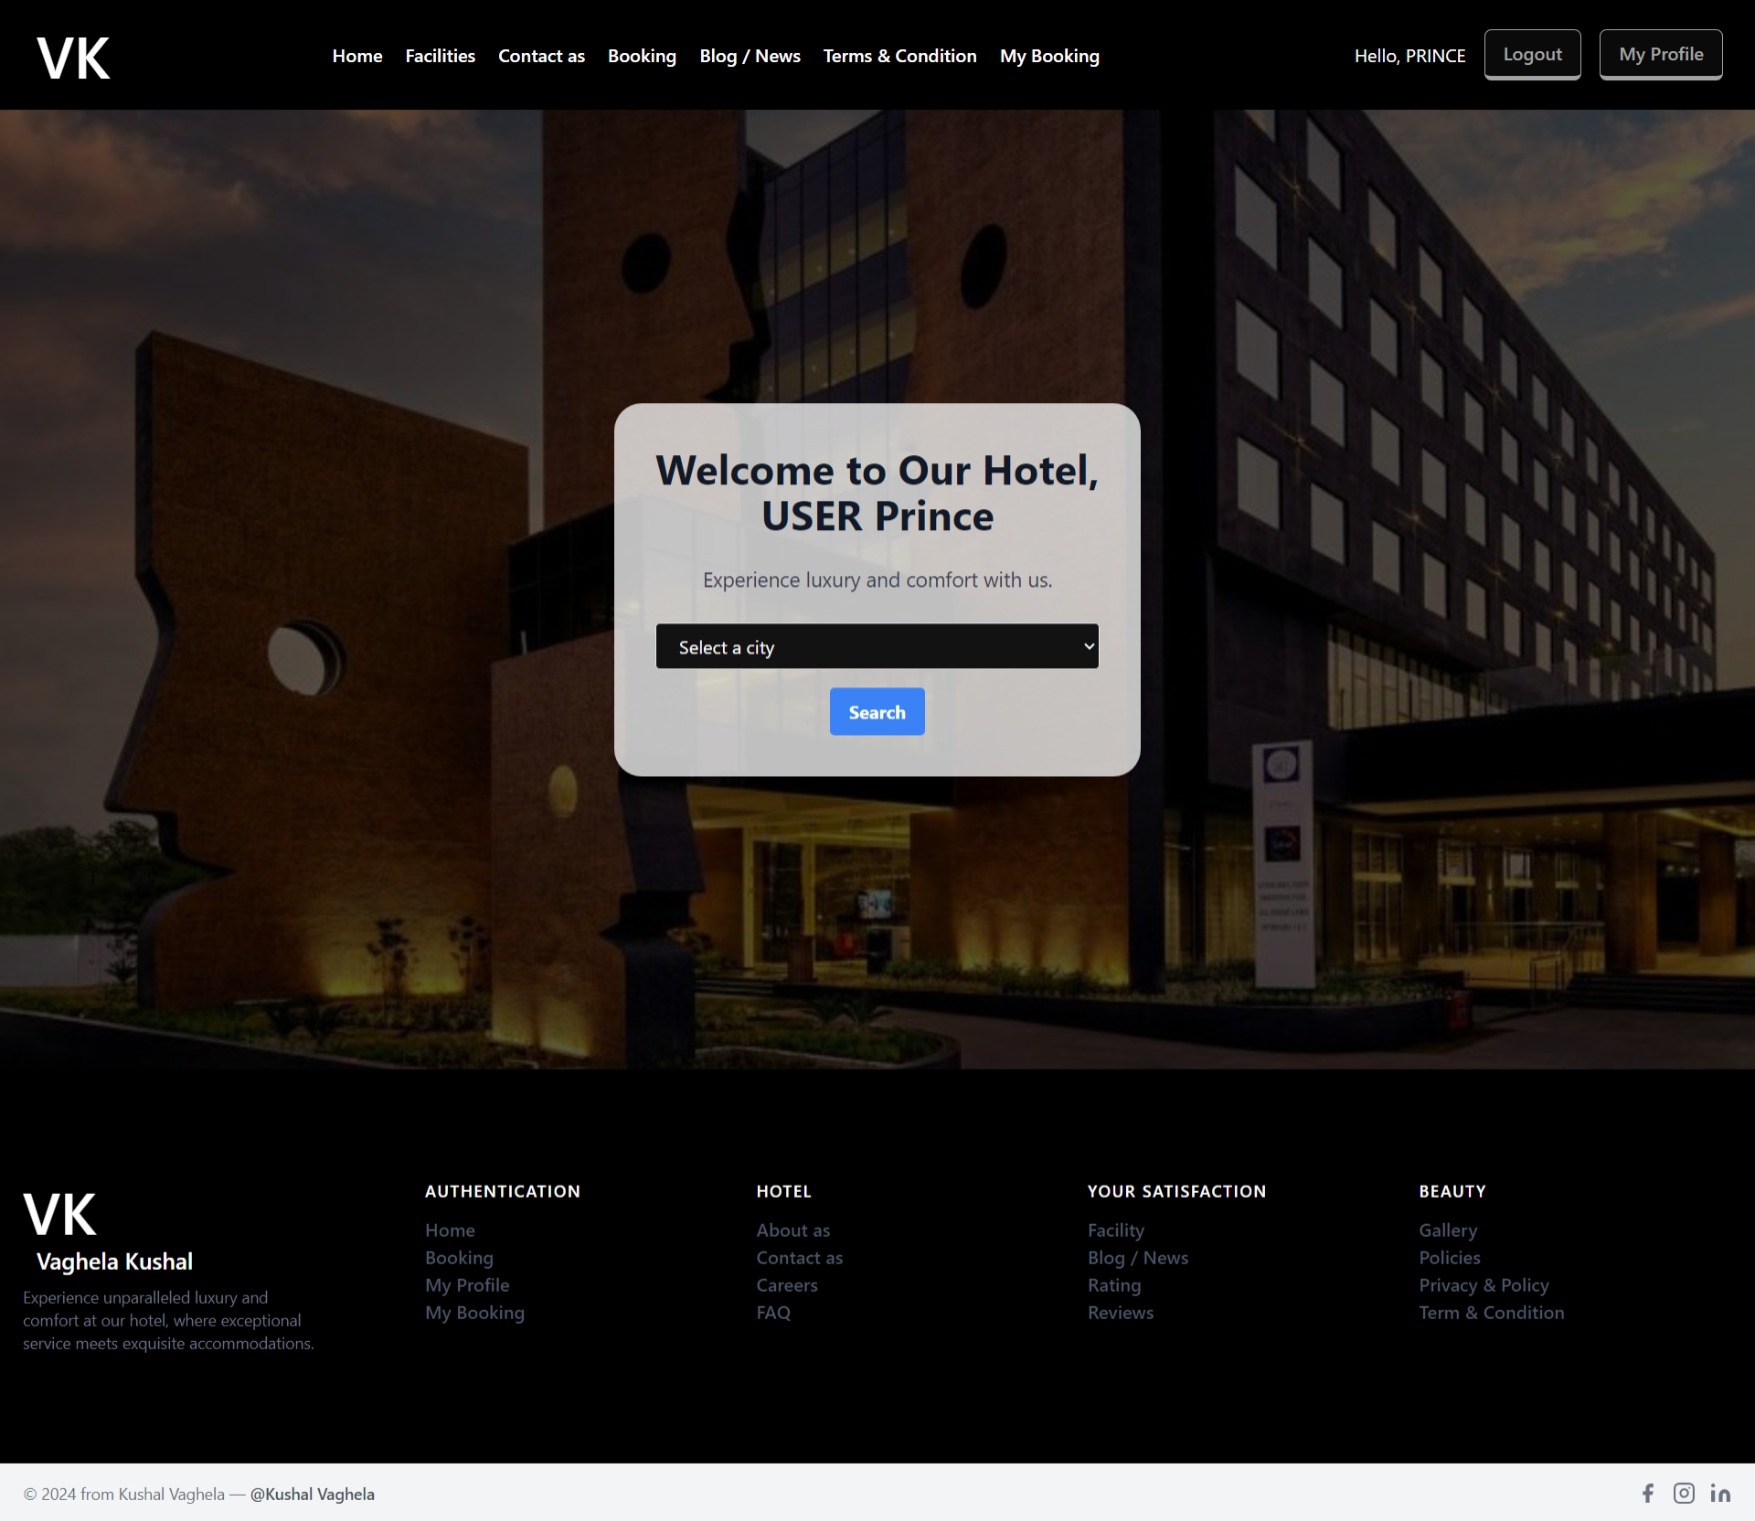 VK
Home Facilities Contact as Booking Blog / News Terms & Condition My Booking
Hello, PRINCE Logout My Profile
Welcome to Our Hotel,
USER Prince
Experience luxury and comfort with us.
Select a city
Search
VK
Vaghela Kushal
Experience unparalleled luxury and
comfort at our hotel, where exceptional
service meets exquisite accommodations.
AUTHENTICATION
Home
Booking
My Profile
My Booking
HOTEL
About as
Contact as
Careers
FAQ
YOUR SATISFACTION
Facility
Blog / News
Rating
Reviews
BEAUTY
Gallery
Policies
Privacy & Policy
Term & Condition
© 2024 from Kushal Vaghela — @Kushal Vaghela